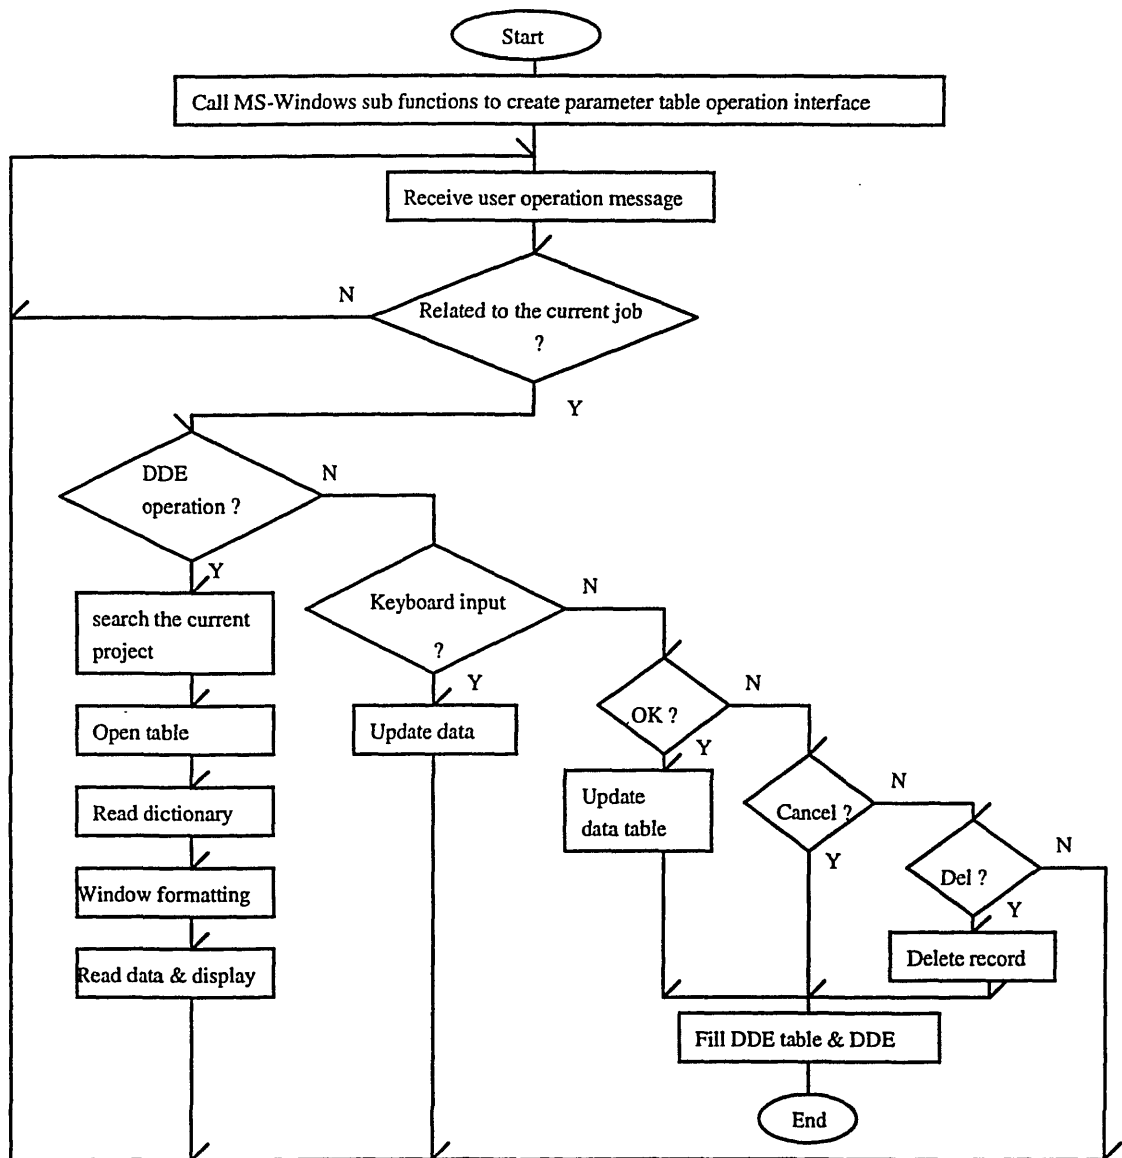 Start
Call MS-Windows sub functions to create parameter table operation interface
Receive user operation message
N
Related to the current job
?
Y
DDE
operation ?
N
Y
Keyboard input
?
N
search the current
project
Y
OK ?
N
Open table
Update data
Y
Update
data table
Cancel ?
N
Read dictionary
Y
Del ?
N
Window formatting
Y
Delete record
Read data & display
Fill DDE table & DDE
End